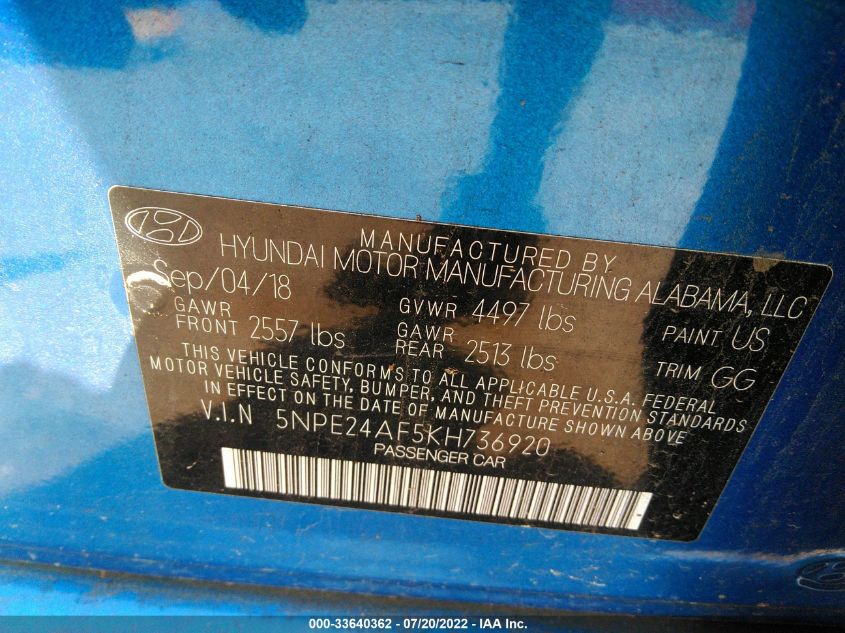 MANUFACTURED BY
HYUNDAI MOTOR MANUFACTURING ALABAMA, LLC
Sep/04/18
GVWR 4497 lbs
PAINT US
GAWR FRONT 2557 lbs
GAWR REAR 2513 lbs
TRIM GG
THIS VEHICLE CONFORMS TO ALL APPLICABLE U.S.A. FEDERAL
MOTOR VEHICLE SAFETY, BUMPER, AND THEFT PREVENTION STANDARDS
IN EFFECT ON THE DATE OF MANUFACTURE SHOWN ABOVE
V.I.N 5NPE24AF5KH736920
PASSENGER CAR
000-33640362 - 07/20/2022 - IAA Inc.